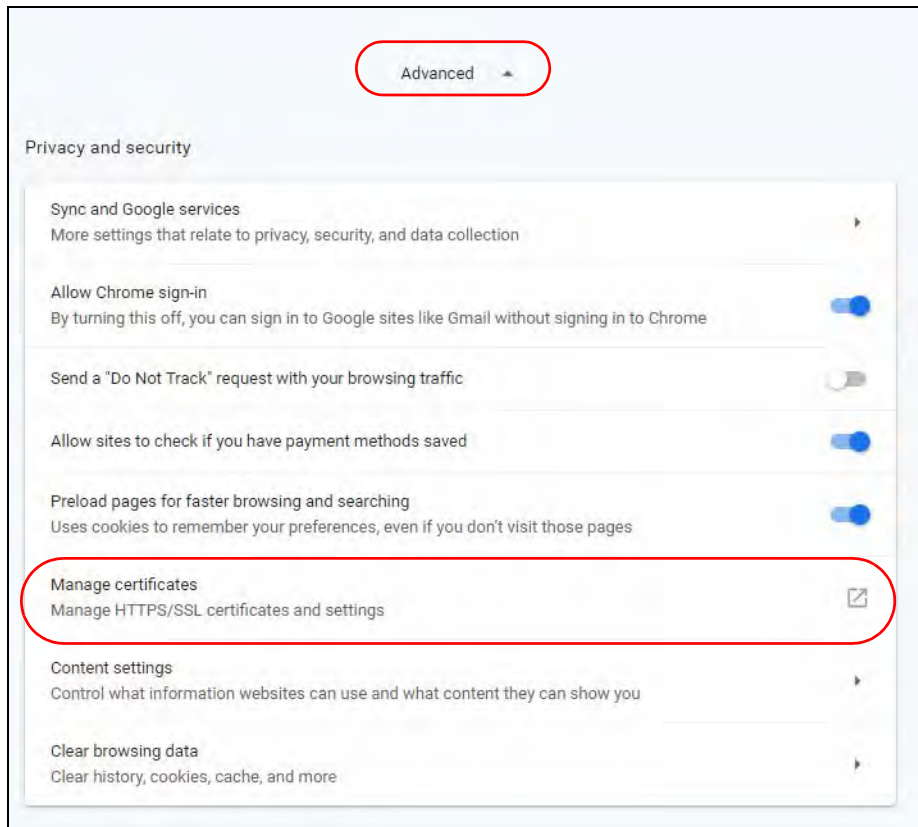 Advanced
Privacy and security
Sync and Google services
More settings that relate to privacy, security, and data collection
Allow Chrome sign-in
By turning this off, you can sign in to Google sites like Gmail without signing in to Chrome
Send a "Do Not Track" request with your browsing traffic
Allow sites to check if you have payment methods saved
Preload pages for faster browsing and searching
Uses cookies to remember your preferences, even if you don't visit those pages
Manage certificates
Manage HTTPS/SSL certificates and settings
Content settings
Control what information websites can use and what content they can show you
Clear browsing data
Clear history, cookies, cache, and more